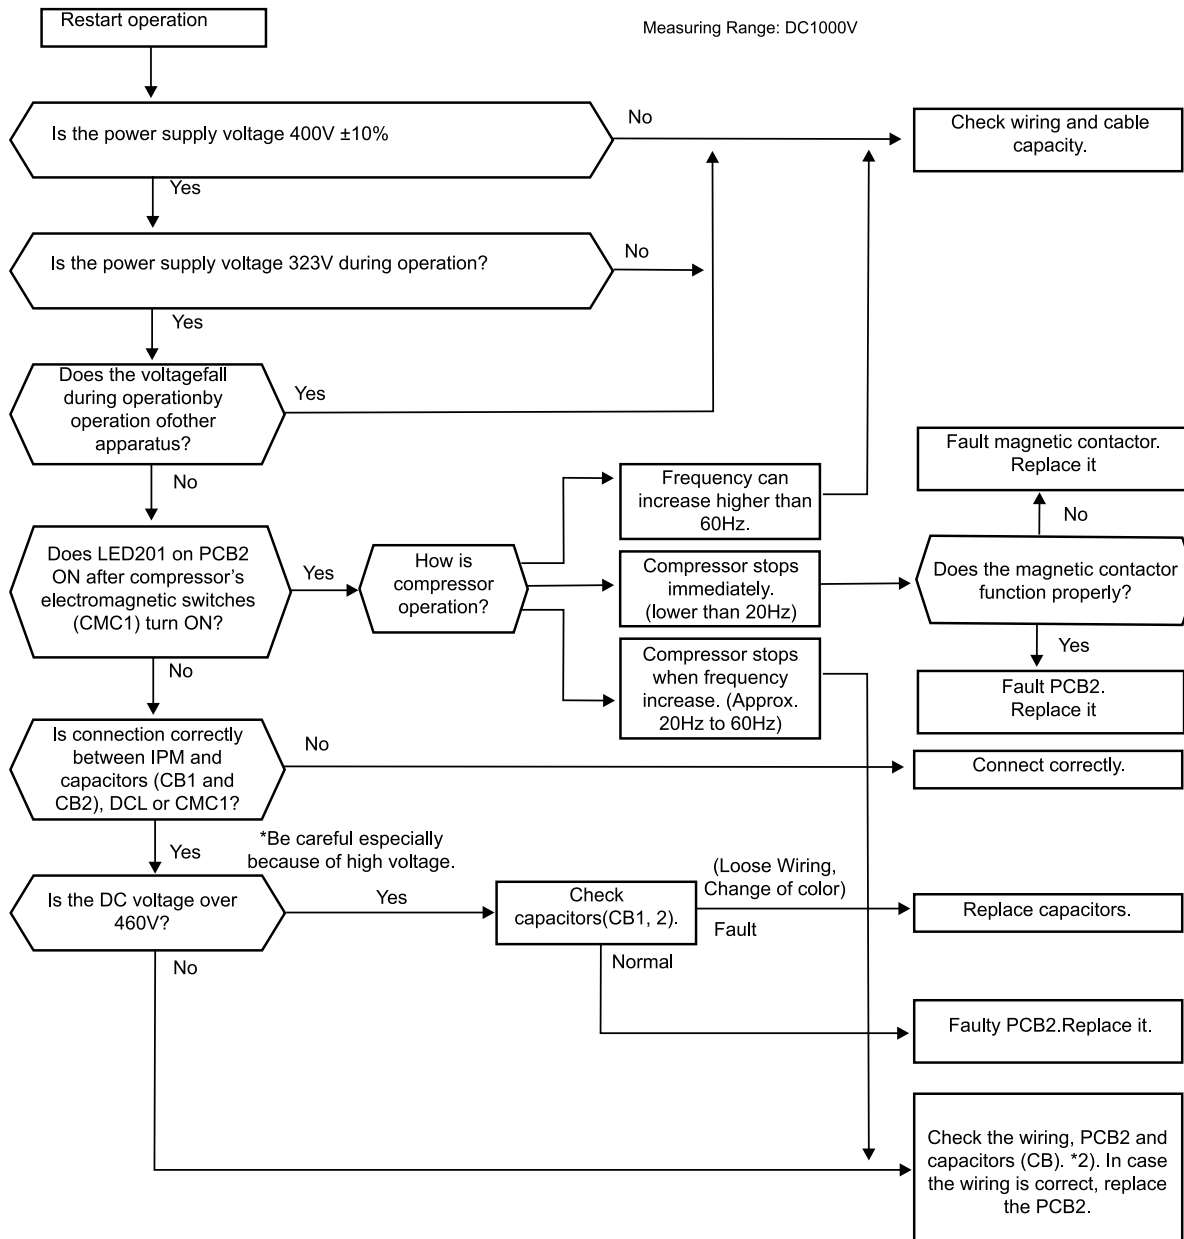 Restart operation
Measuring Range: DC1000V
Is the power supply voltage 400V ±10%
No
Check wiring and cable
capacity.
Yes
Is the power supply voltage 323V during operation?
No
Yes
Does the voltagefall
during operationby
operation ofother
apparatus?
Yes
No
Fault magnetic contactor.
Replace it
No
Frequency can
increase higher than
60Hz.
Does LED201 on PCB2
ON after compressor's
electromagnetic switches
(CMC1) turn ON?
Yes
How is
compressor
operation?
Compressor stops
immediately.
(lower than 20Hz)
Does the magnetic contactor
function properly?
Yes
No
Compressor stops
when frequency
increase. (Approx.
20Hz to 60Hz)
Fault PCB2.
Replace it
Is connection correctly
between IPM and
capacitors (CB1 and
CB2), DCL or CMC1?
No
Connect correctly.
Yes
*Be careful especially
because of high voltage.
Is the DC voltage over
460V?
Yes
Check
capacitors(CB1, 2).
(Loose Wiring,
Change of color)
Fault
Replace capacitors.
No
Normal
Faulty PCB2.Replace it.
Check the wiring, PCB2 and
capacitors (CB). *2). In case
the wiring is correct, replace
the PCB2.